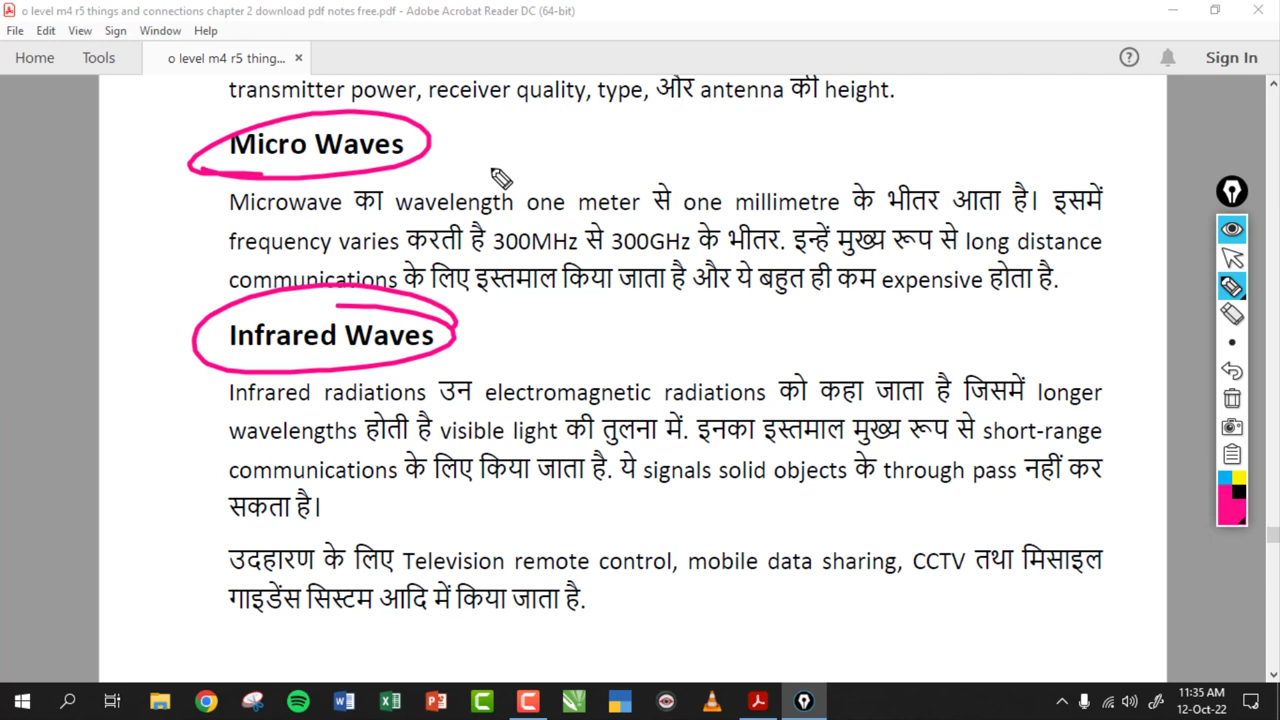 o level m4 r5 things and connections chapter 2 download pdf notes free.pdf - Adobe Acrobat Reader DC (64-bit)
File Edit View Sign Window Help
Home Tools o level m4 r5 thing... × Sign In
transmitter power, receiver quality, type, और antenna की height.
Micro Waves
Microwave का wavelength one meter से one millimetre के भीतर आता है। इसमें
frequency varies करती है 300MHz से 300GHz के भीतर. इन्हें मुख्य रूप से long distance
communications के लिए इस्तमाल किया जाता है और ये बहुत ही कम expensive होता है.
Infrared Waves
Infrared radiations उन electromagnetic radiations को कहा जाता है जिसमें longer
wavelengths होती है visible light की तुलना में. इनका इस्तमाल मुख्य रूप से short-range
communications के लिए किया जाता है. ये signals solid objects के through pass नहीं कर
सकता है।
उदहारण के लिए Television remote control, mobile data sharing, CCTV तथा मिसाइल
गाइडेंस सिस्टम आदि में किया जाता है.
11:35 AM
12-Oct-22